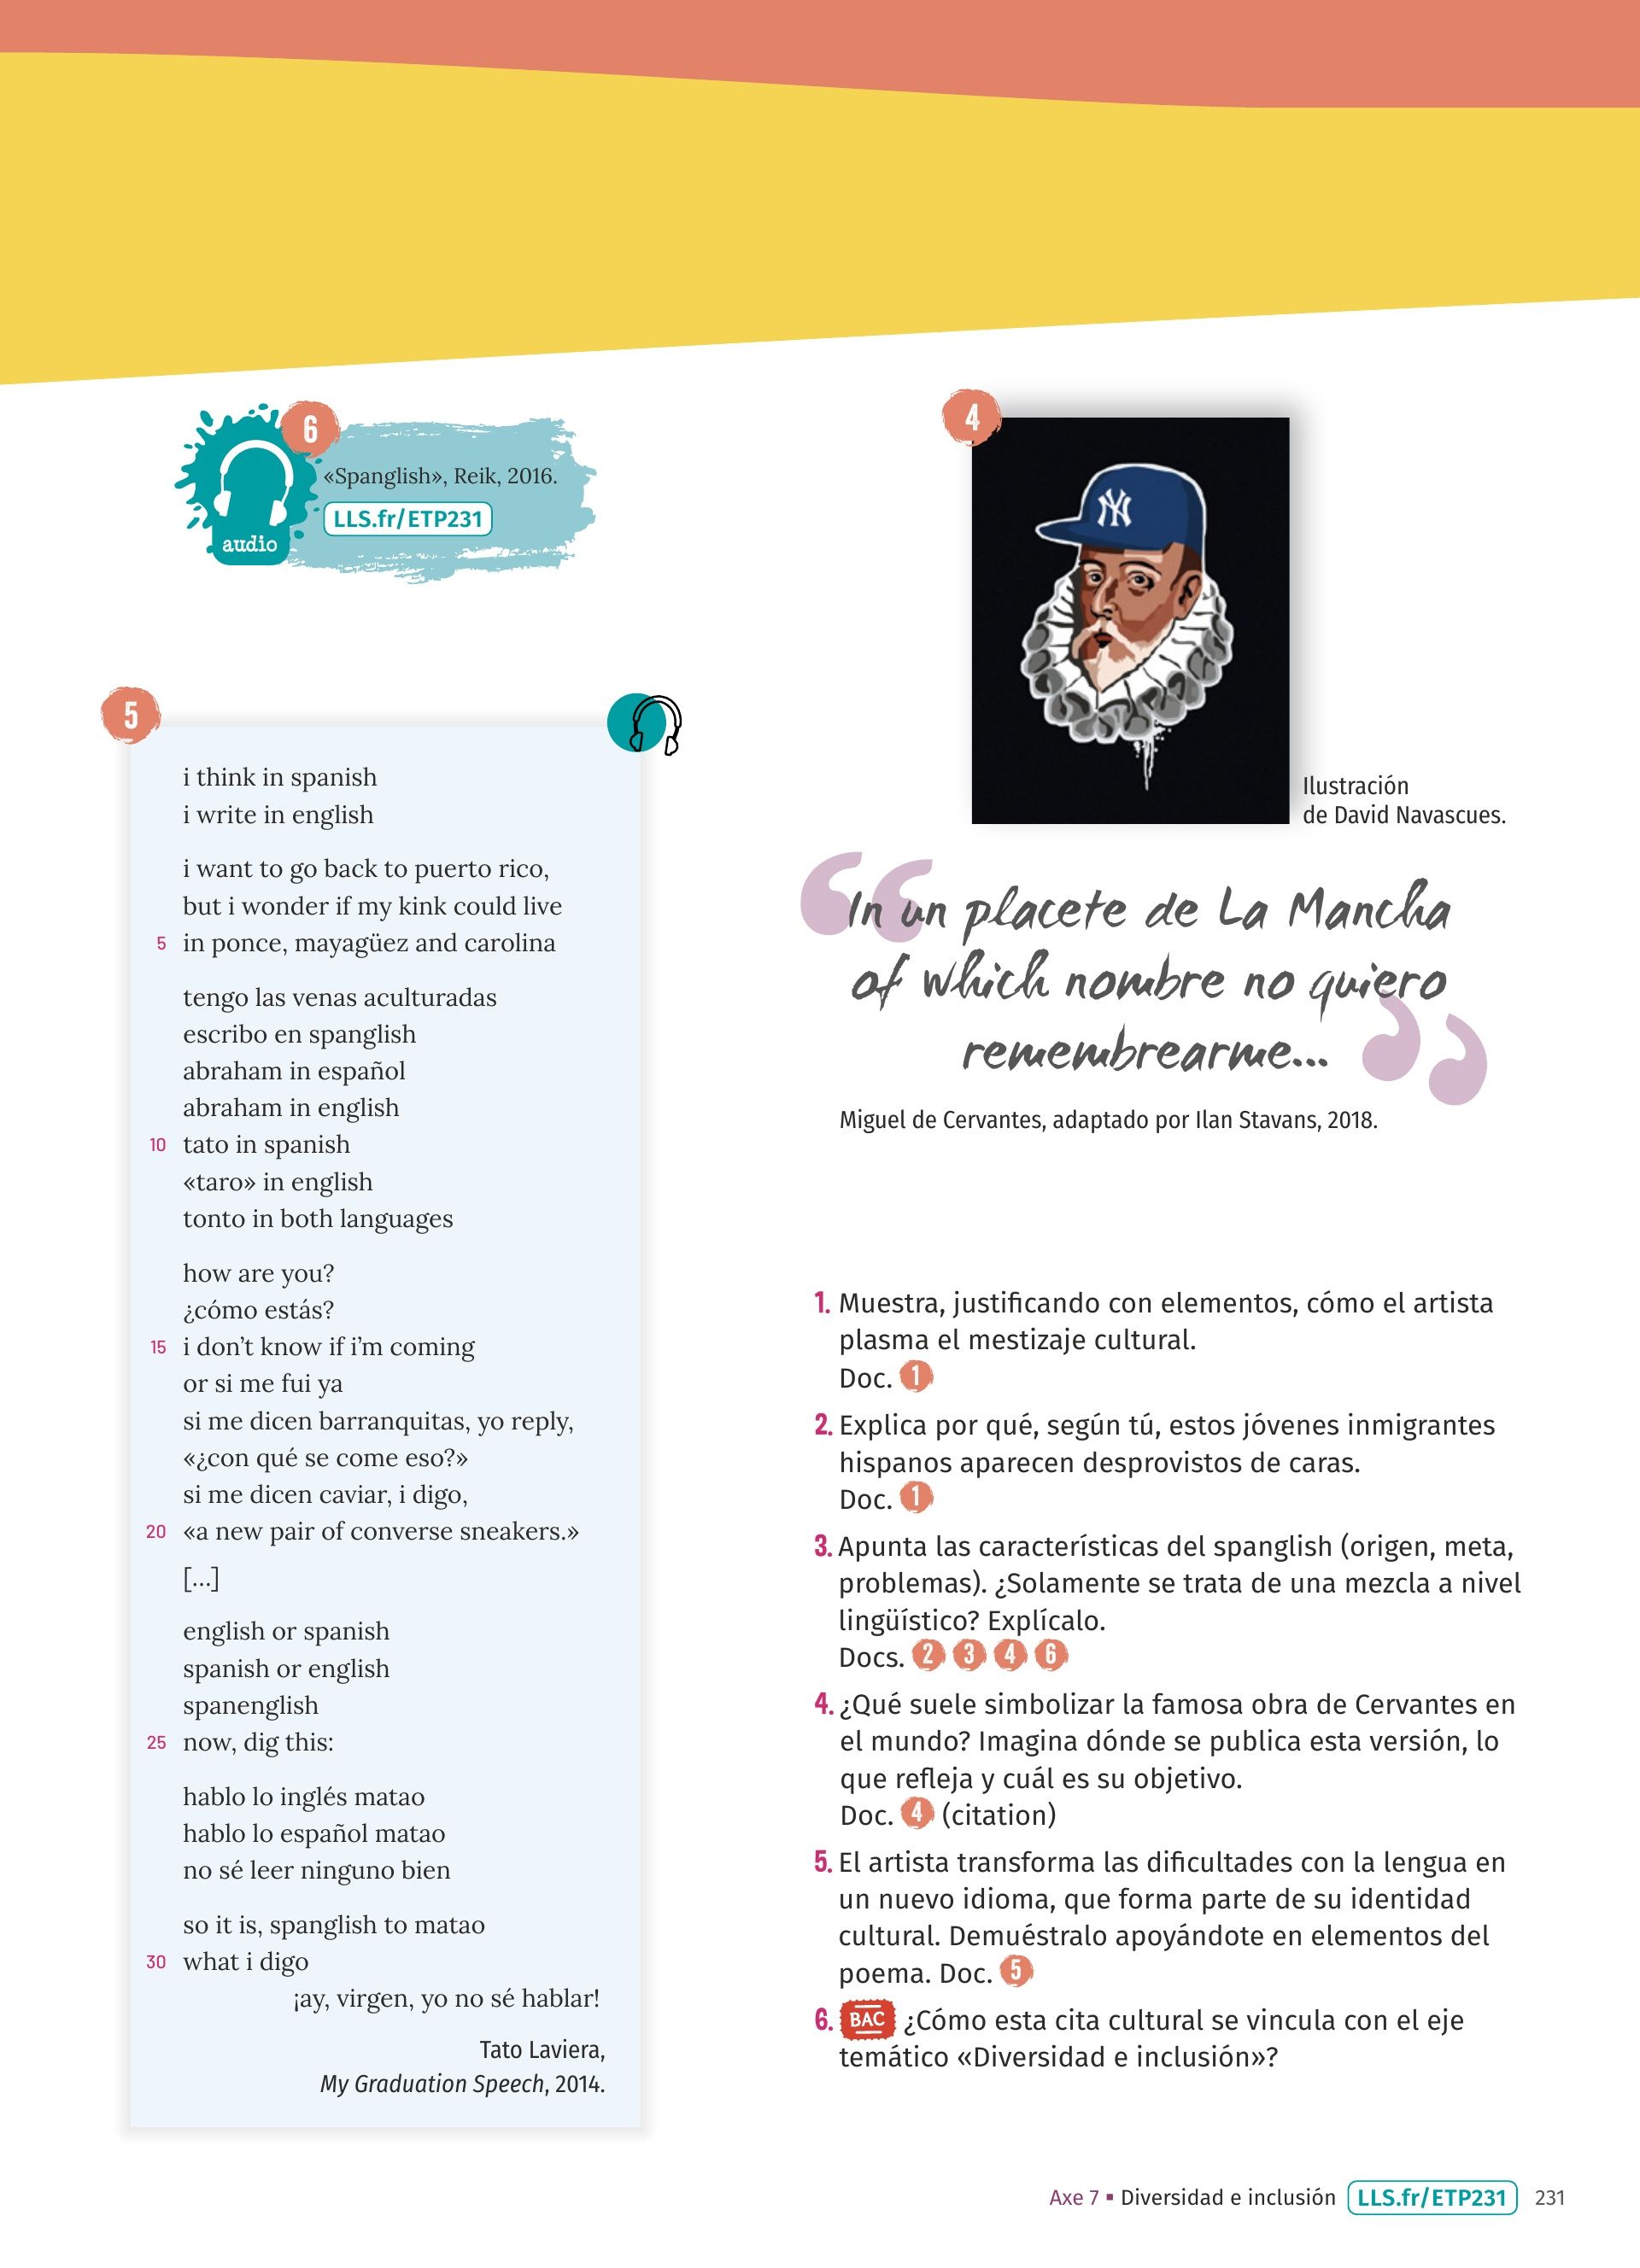 6
«Spanglish», Reik, 2016.
LLS.fr/ETP231
audio
5
i think in spanish
i write in english
i want to go back to puerto rico,
but i wonder if my kink could live
5 in ponce, mayagüez and carolina
tengo las venas aculturadas
escribo en spanglish
abraham in español
abraham in english
10 tato in spanish
«taro» in english
tonto in both languages
how are you?
¿cómo estás?
15 i don’t know if i’m coming
or si me fui ya
si me dicen barranquitas, yo reply,
«¿con qué se come eso?»
si me dicen caviar, i digo,
20 «a new pair of converse sneakers.»
[...]
english or spanish
spanish or english
spanenglish
25 now, dig this:
hablo lo inglés matao
hablo lo español matao
no sé leer ninguno bien
so it is, spanglish to matao
30 what i digo
¡ay, virgen, yo no sé hablar!
Tato Laviera,
My Graduation Speech, 2014.
4
NY
Ilustración
de David Navascues.
“In un placete de La Mancha
of which nombre no quiero
remembrearme...”
Miguel de Cervantes, adaptado por Ilan Stavans, 2018.
1. Muestra, justificando con elementos, cómo el artista
plasma el mestizaje cultural.
Doc. 1
2. Explica por qué, según tú, estos jóvenes inmigrantes
hispanos aparecen desprovistos de caras.
Doc. 1
3. Apunta las características del spanglish (origen, meta,
problemas). ¿Solamente se trata de una mezcla a nivel
lingüístico? Explícalo.
Docs. 2 3 4 6
4. ¿Qué suele simbolizar la famosa obra de Cervantes en
el mundo? Imagina dónde se publica esta versión, lo
que refleja y cuál es su objetivo.
Doc. 4 (citation)
5. El artista transforma las dificultades con la lengua en
un nuevo idioma, que forma parte de su identidad
cultural. Demuéstralo apoyándote en elementos del
poema. Doc. 5
6. BAC ¿Cómo esta cita cultural se vincula con el eje
temático «Diversidad e inclusión»?
Axe 7 ▪ Diversidad e inclusión LLS.fr/ETP231 231